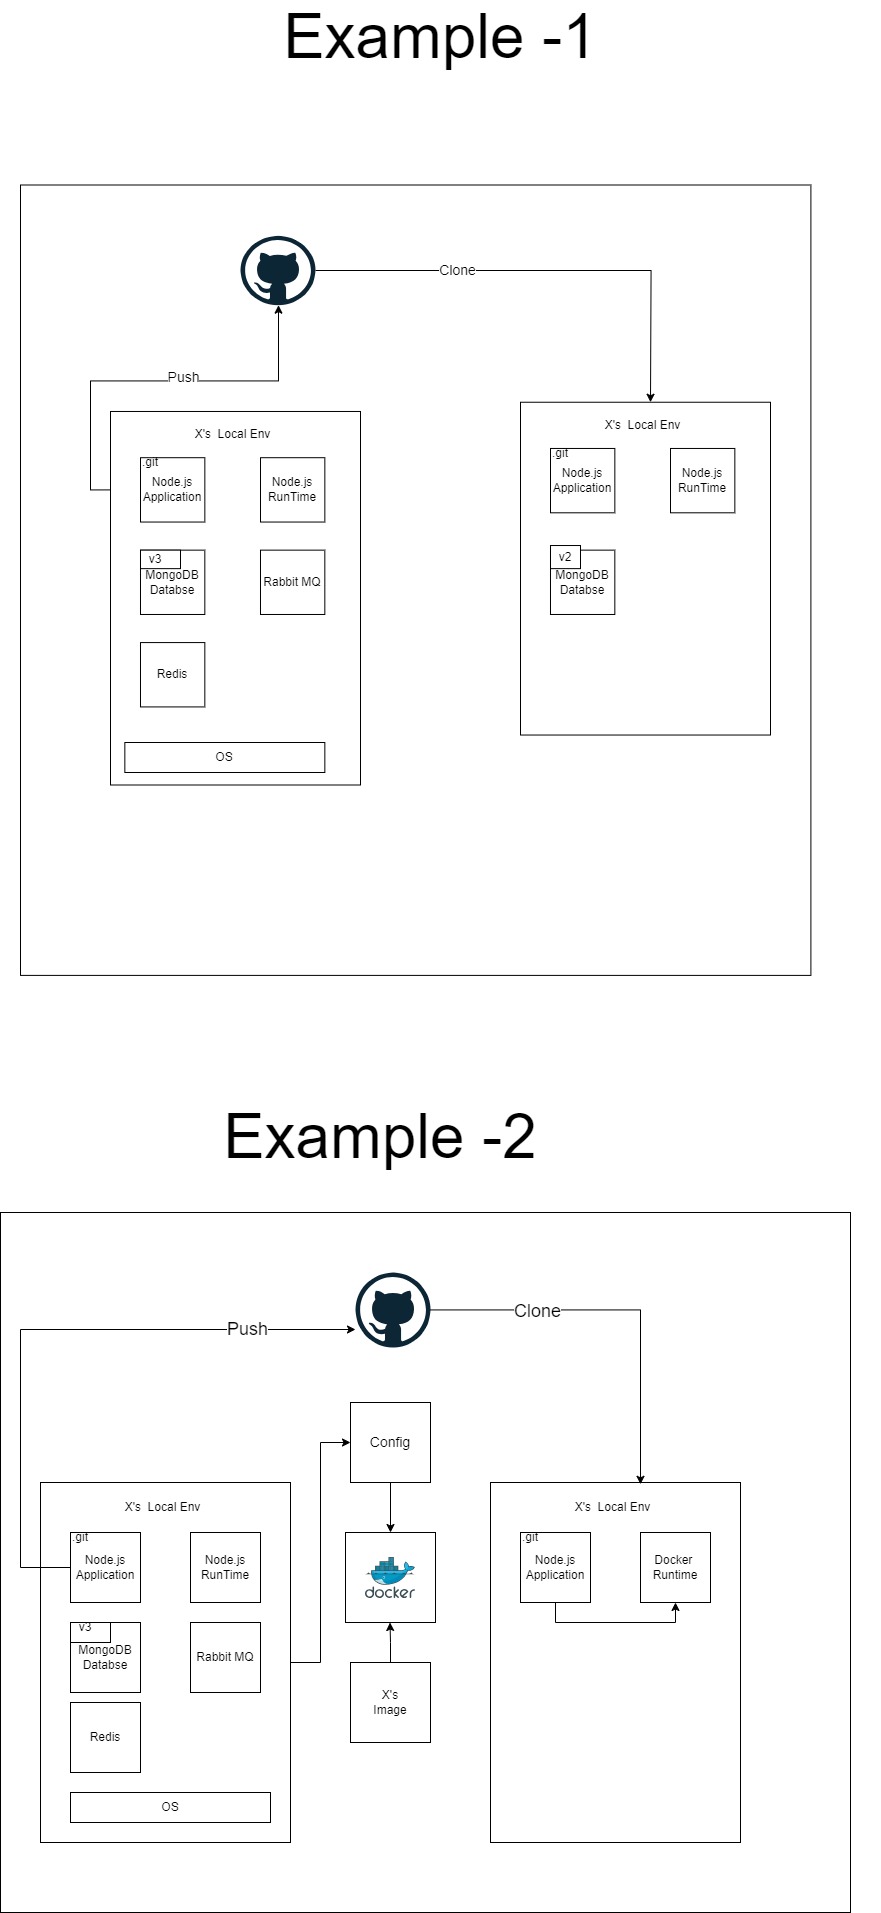 Example -1
Clone
Push
X's Local Env
.git
Node.js
Application
Node.js
RunTime
v3
MongoDB
Databse
Rabbit MQ
Redis
OS
X's Local Env
.git
Node.js
Application
Node.js
RunTime
v2
MongoDB
Databse
Example -2
Push
Clone
Config
docker
X's
Image
X's Local Env
.git
Node.js
Application
Node.js
RunTime
v3
MongoDB
Databse
Rabbit MQ
Redis
OS
X's Local Env
.git
Node.js
Application
Docker
Runtime